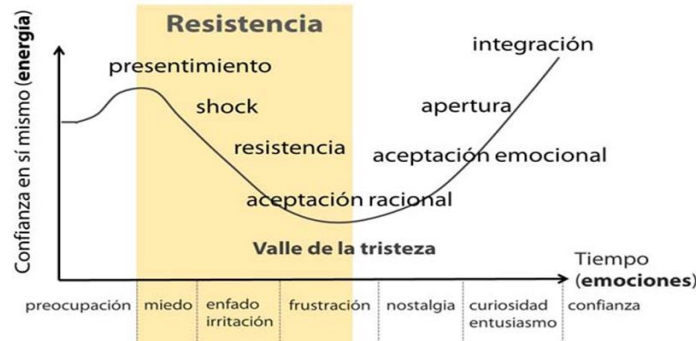 Resistencia
integración
presentimiento
shock
apertura
resistencia
aceptación emocional
aceptación racional
Valle de la tristeza
Confianza en sí mismo (energía)
Tiempo
(emociones)
preocupación
miedo
enfado
irritación
frustración
nostalgia
curiosidad
entusiasmo
confianza